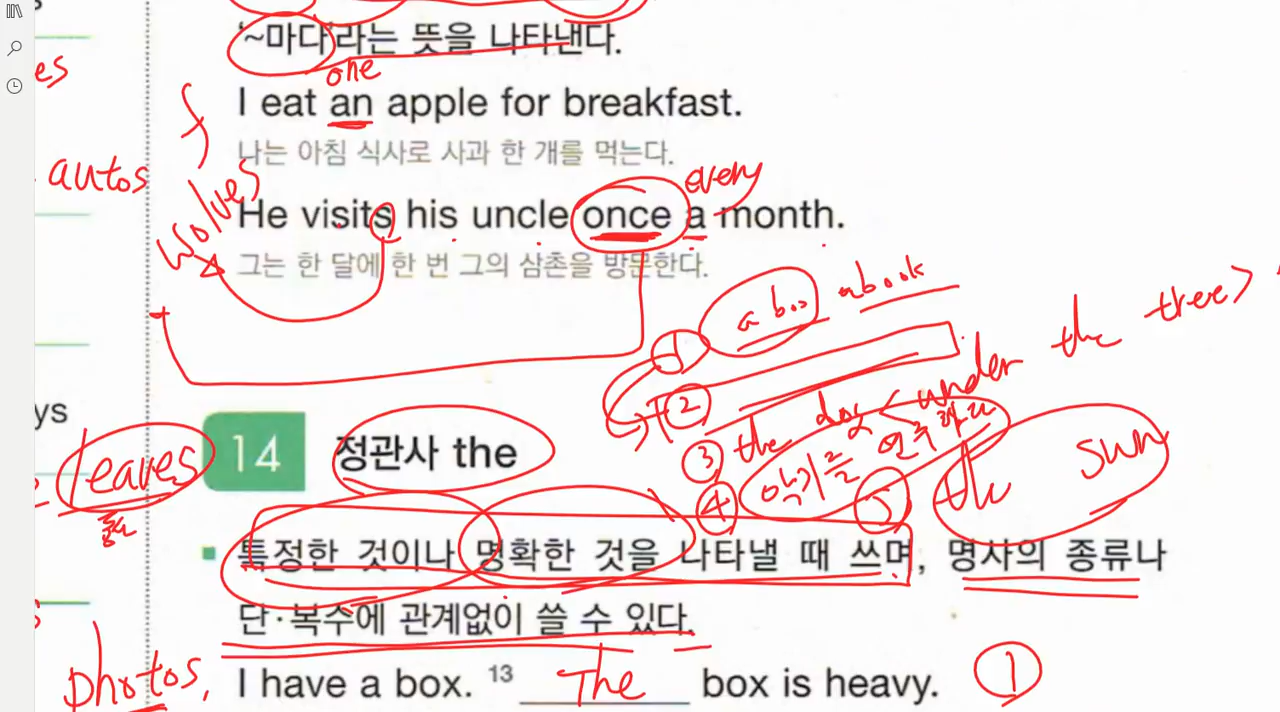 '~마다'라는 뜻을 나타낸다.
one
I eat an apple for breakfast.
나는 아침 식사로 사과 한 개를 먹는다.
autos
wolves
every
He visits his uncle once a month.
그는 한 달에 한 번 그의 삼촌을 방문한다.
① a box a book
②
③ the dog < under the tree>
④ 악기를 연주
⑤ the sun
ys
leaves
14 정관사 the
특정한 것이나 명확한 것을 나타낼 때 쓰며, 명사의 종류나
단·복수에 관계없이 쓸 수 있다.
photos,
I have a box. 13 The box is heavy. ①